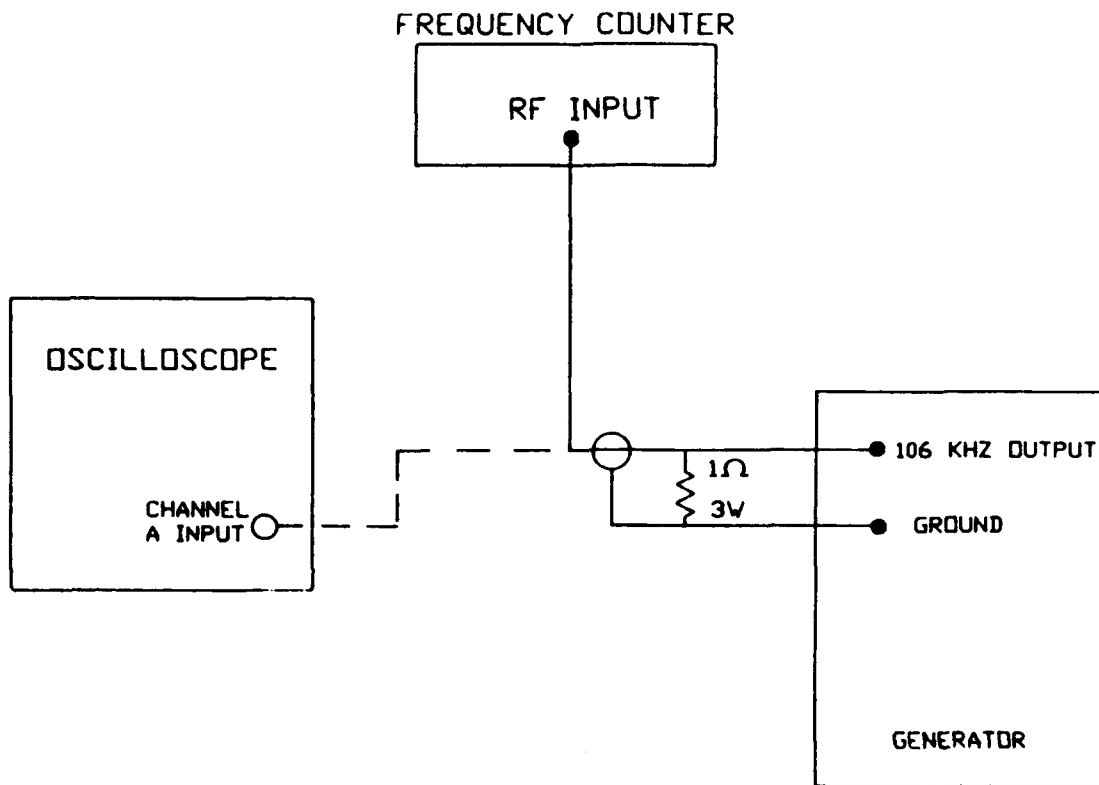 FREQUENCY COUNTER
RF INPUT
OSCILLOSCOPE
CHANNEL
A INPUT
1Ω
3W
106 KHZ OUTPUT
GROUND
GENERATOR